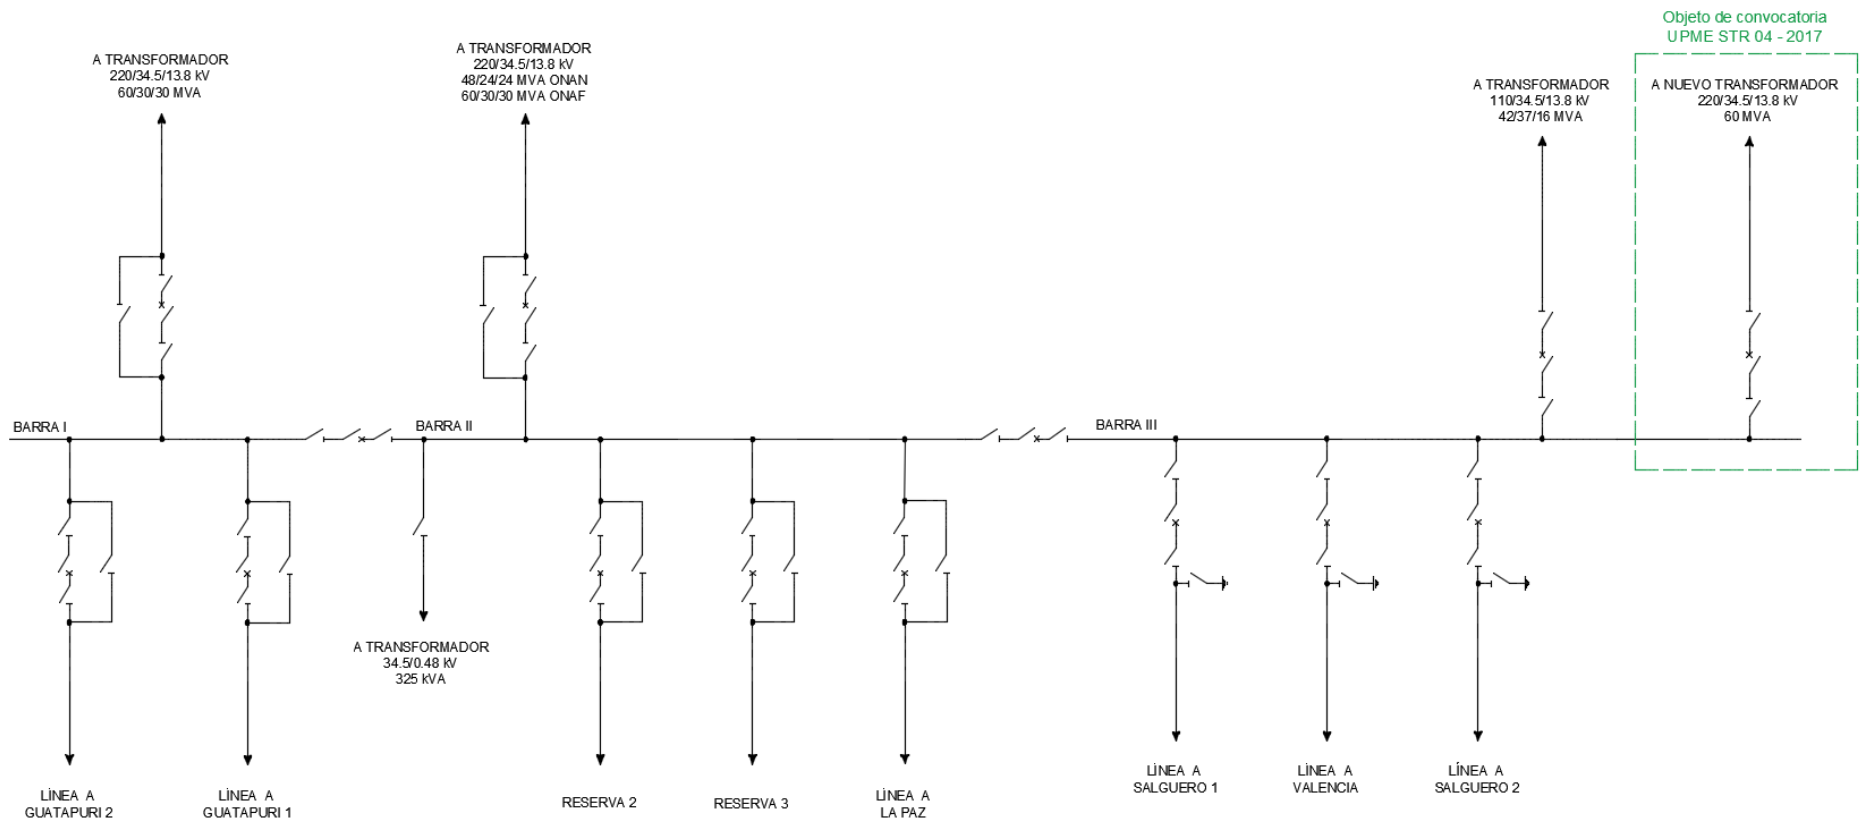 Objeto de convocatoria
UPME STR 04 - 2017
A TRANSFORMADOR
220/34.5/13.8 kV
60/30/30 MVA
A TRANSFORMADOR
220/34.5/13.8 kV
48/24/24 MVA ONAN
60/30/30 MVA ONAF
A TRANSFORMADOR
110/34.5/13.8 kV
42/37/16 MVA
A NUEVO TRANSFORMADOR
220/34.5/13.8 kV
60 MVA
BARRA I
BARRA II
BARRA III
A TRANSFORMADOR
34.5/0.48 kV
325 kVA
LÍNEA A
GUATAPURI 2
LÍNEA A
GUATAPURI 1
RESERVA 2
RESERVA 3
LÍNEA A
LA PAZ
LÍNEA A
SALGUERO 1
LÍNEA A
VALENCIA
LÍNEA A
SALGUERO 2